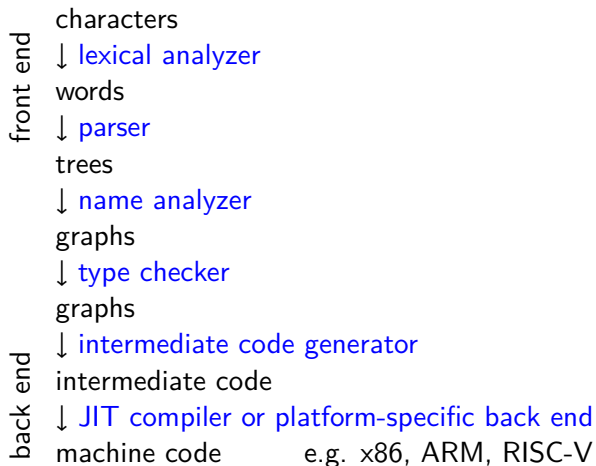 front end
characters
↓ lexical analyzer
words
↓ parser
trees
↓ name analyzer
graphs
↓ type checker
graphs
↓ intermediate code generator
back end
intermediate code
↓ JIT compiler or platform-specific back end
machine code e.g. x86, ARM, RISC-V